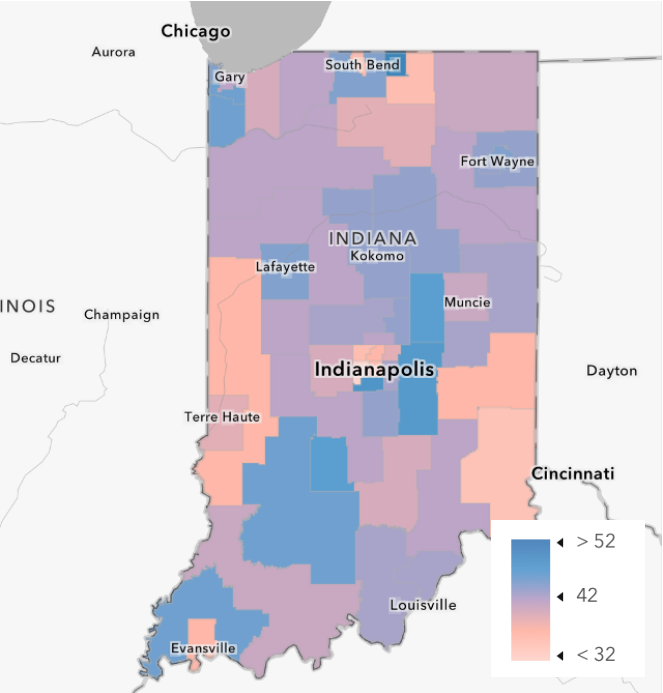 Chicago
Aurora
South Bend
Gary
Fort Wayne
INDIANA
Kokomo
Lafayette
INOIS
Champaign
Muncie
Decatur
Indianapolis
Dayton
Terre Haute
Cincinnati
> 52
42
< 32
Louisville
Evansville